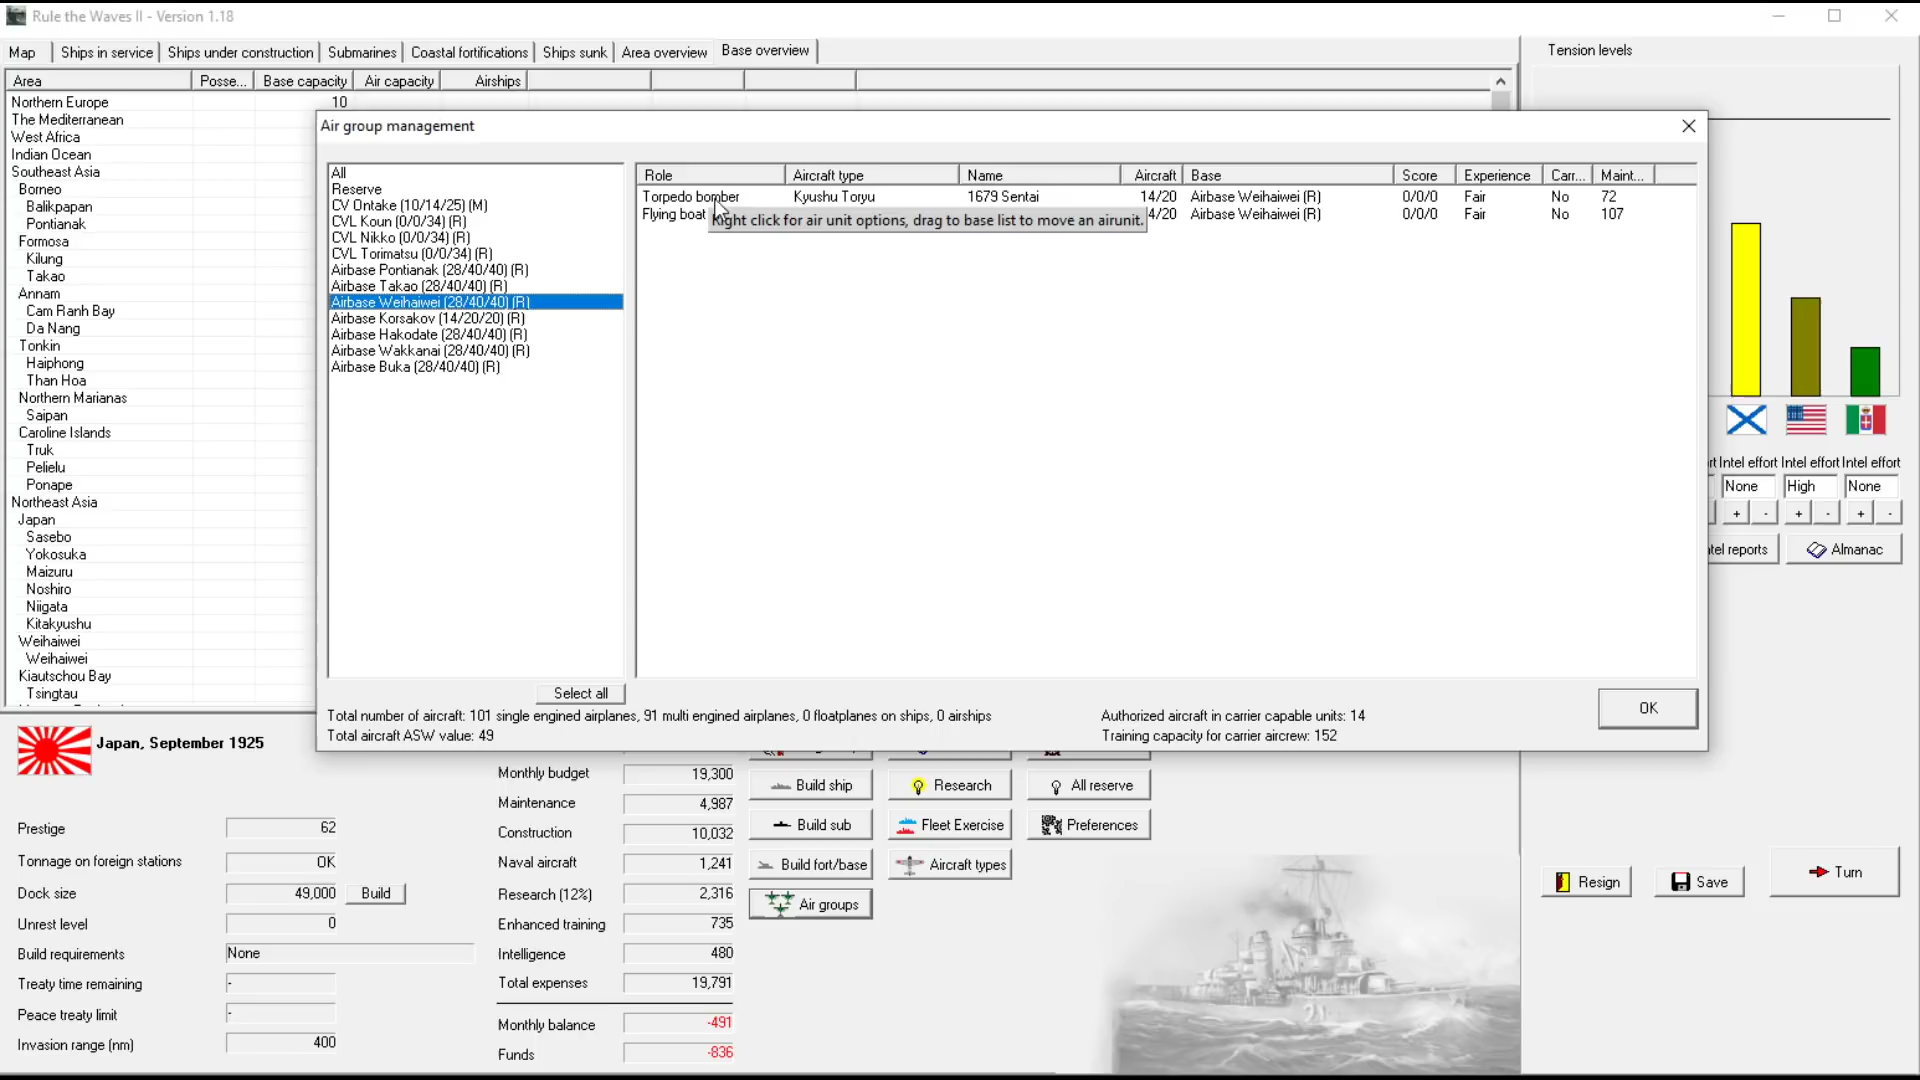 Rule the Waves II - Version 1.18
Map
Ships in service
Ships under construction
Submarines
Coastal fortifications
Ships sunk
Area overview
Base overview
Tension levels
Area
Posse...
Base capacity
Air capacity
Airships
Northern Europe 10
The Mediterranean
West Africa
Indian Ocean
Southeast Asia
Borneo
Balikpapan
Pontianak
Formosa
Kilung
Takao
Annam
Cam Ranh Bay
Da Nang
Tonkin
Haiphong
Than Hoa
Northern Marianas
Saipan
Caroline Islands
Truk
Pelielu
Ponape
Northeast Asia
Japan
Sasebo
Yokosuka
Maizuru
Noshiro
Niigata
Kitakyushu
Weihaiwei
Weihaiwei
Kiautschou Bay
Tsingtau
Air group management
All
Reserve
CV Ontake (10/14/25) (M)
CVL Koun (0/0/34) (R)
CVL Nikko (0/0/34) (R)
CVL Torimatsu (0/0/34) (R)
Airbase Pontianak (28/40/40) (R)
Airbase Takao (28/40/40) (R)
Airbase Weihaiwei (28/40/40) (R)
Airbase Korsakov (14/20/20) (R)
Airbase Hakodate (28/40/40) (R)
Airbase Wakkanai (28/40/40) (R)
Airbase Buka (28/40/40) (R)
Select all
Role Aircraft type Name Aircraft Base Score Experience Carr... Maint...
Torpedo bomber Kyushu Toryu 1679 Sentai 14/20 Airbase Weihaiwei (R) 0/0/0 Fair No 72
Flying boat 4/20 Airbase Weihaiwei (R) 0/0/0 Fair No 107
Right click for air unit options, drag to base list to move an airunit.
Total number of aircraft: 101 single engined airplanes, 91 multi engined airplanes, 0 floatplanes on ships, 0 airships
Total aircraft ASW value: 49
Authorized aircraft in carrier capable units: 14
Training capacity for carrier aircrew: 152
OK
Intel effort Intel effort Intel effort
None High None
+ - + - + -
Intel reports
Almanac
Japan, September 1925
Prestige 62
Tonnage on foreign stations OK
Dock size 49,000 Build
Unrest level 0
Build requirements None
Treaty time remaining -
Peace treaty limit -
Invasion range (nm) 400
Monthly budget 19,300
Maintenance 4,987
Construction 10,032
Naval aircraft 1,241
Research (12%) 2,316
Enhanced training 735
Intelligence 480
Total expenses 19,791
Monthly balance -491
Funds -836
Build ship
Research
All reserve
Build sub
Fleet Exercise
Preferences
Build fort/base
Aircraft types
Air groups
Resign
Save
Turn